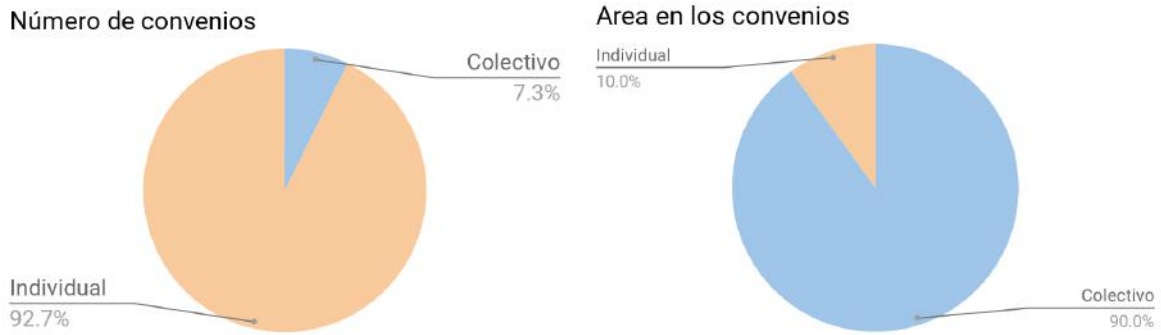 Número de convenios
Colectivo
7.3%
Individual
92.7%
Area en los convenios
Individual
10.0%
Colectivo
90.0%